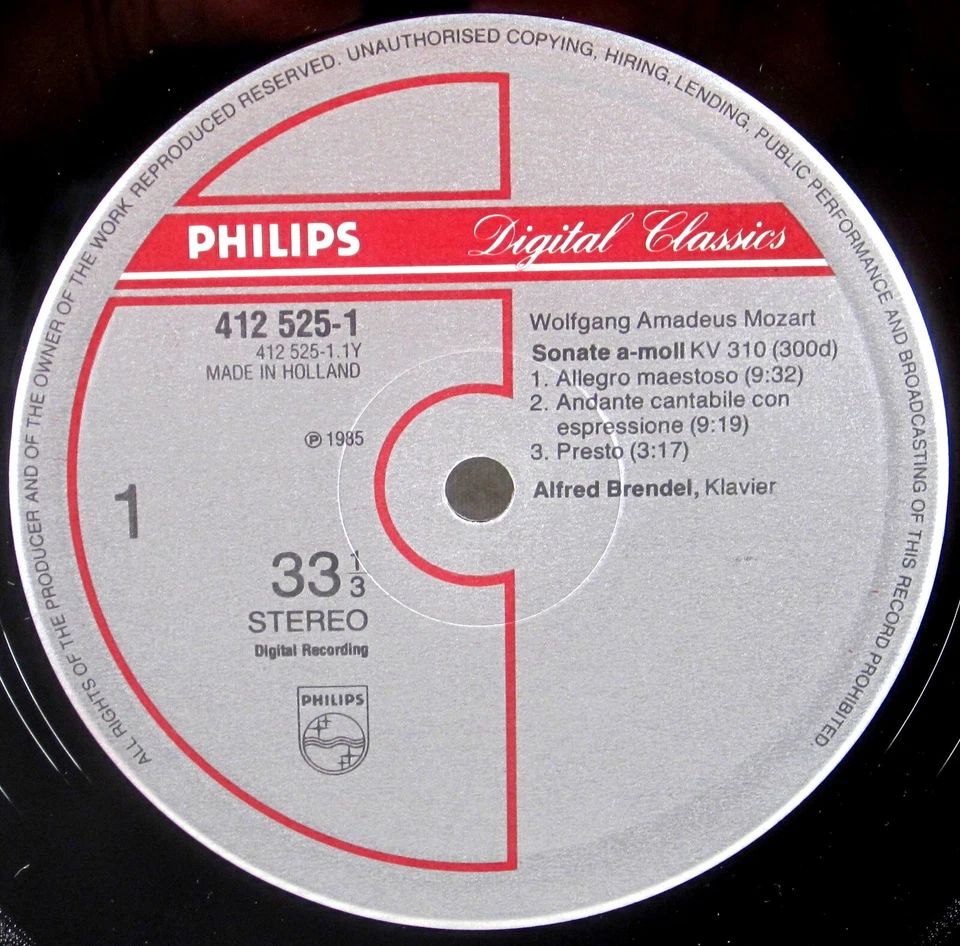 ALL RIGHTS OF THE PRODUCER AND OF THE OWNER OF THE WORK REPRODUCED RESERVED. UNAUTHORISED COPYING, HIRING, LENDING, PUBLIC PERFORMANCE AND BROADCASTING OF THIS RECORD PROHIBITED.
PHILIPS
Digital Classics
412 525-1
412 525-1.1Y
MADE IN HOLLAND
℗ 1985
1
33 1/3
STEREO
Digital Recording
PHILIPS
Wolfgang Amadeus Mozart
Sonate a-moll KV 310 (300d)
1. Allegro maestoso (9:32)
2. Andante cantabile con
espressione (9:19)
3. Presto (3:17)
Alfred Brendel, Klavier